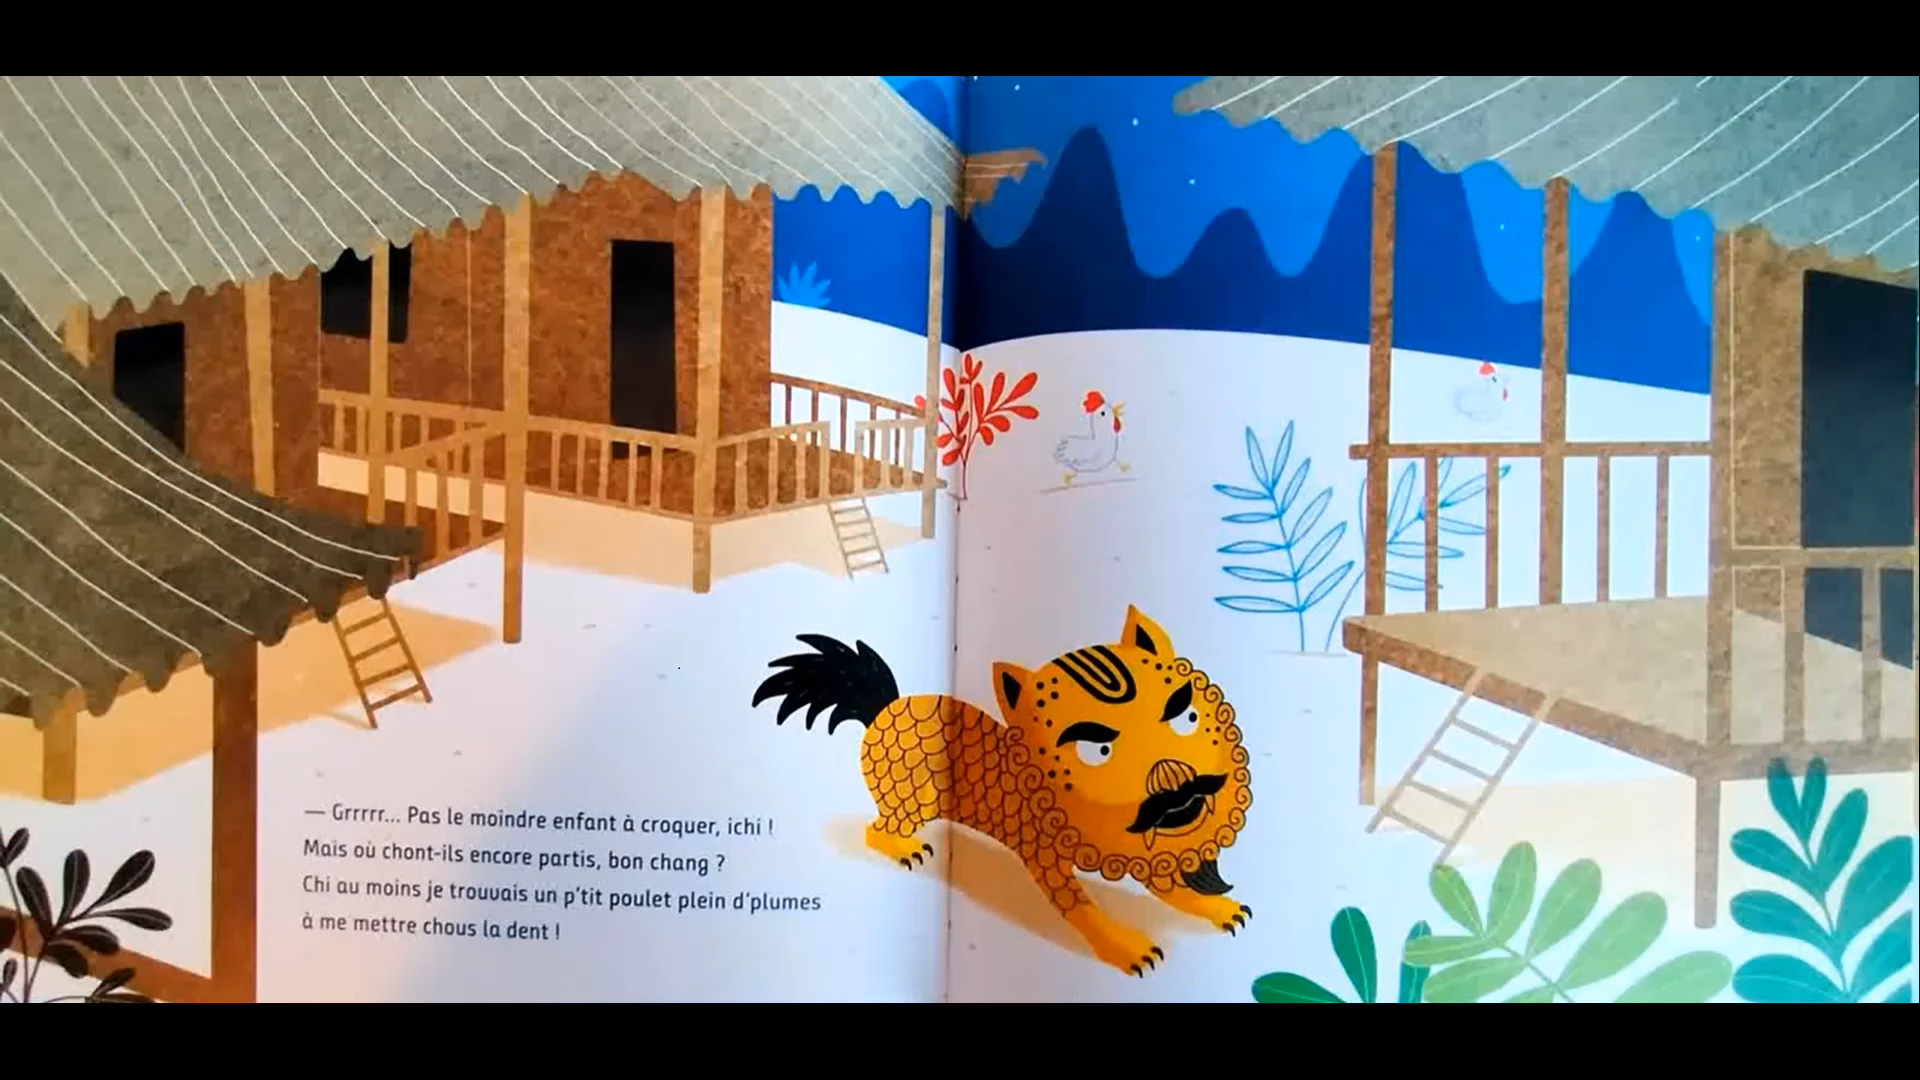 — Grrrrr... Pas le moindre enfant à croquer, ichi !
Mais où chont-ils encore partis, bon chang ?
Chi au moins je trouvais un p'tit poulet plein d'plumes
à me mettre chous la dent !